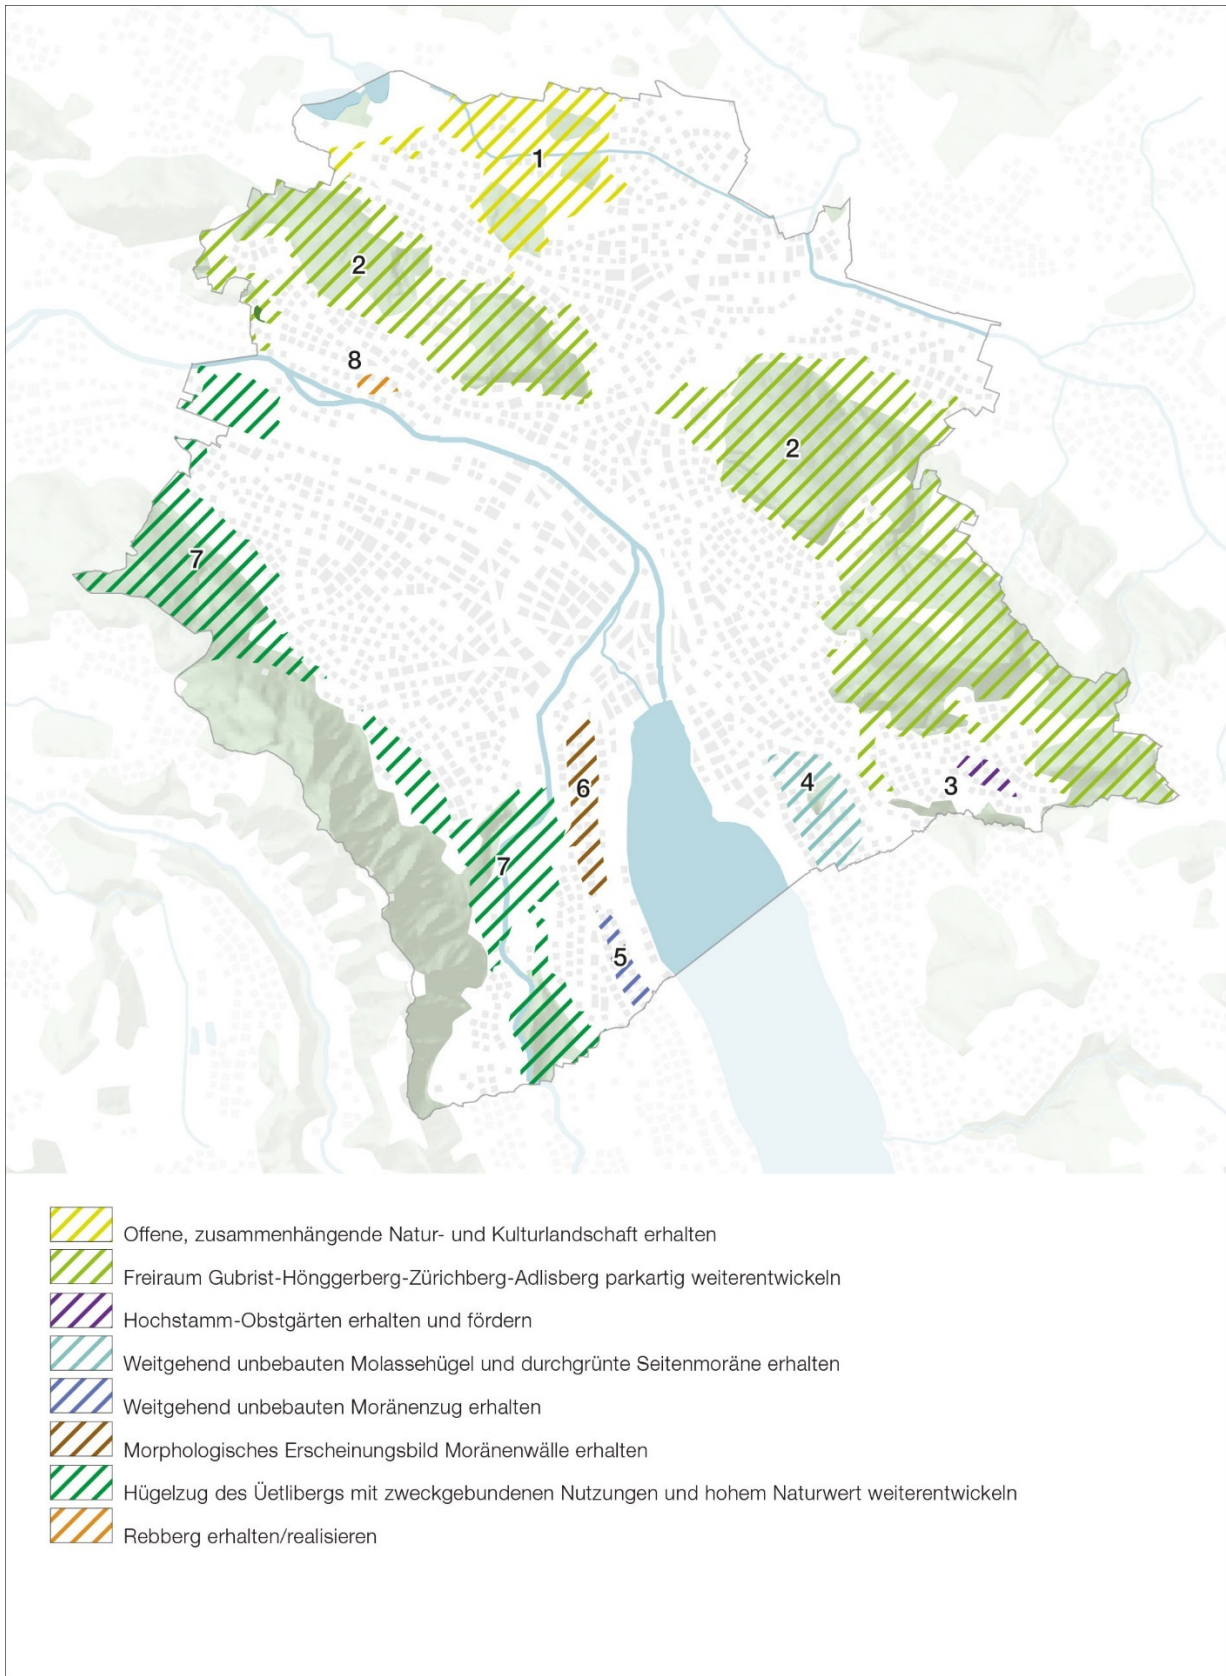 1
2
8
2
7
6
4
3
7
5
Offene, zusammenhängende Natur- und Kulturlandschaft erhalten
Freiraum Gubrist-Hönggerberg-Zürichberg-Adlisberg parkartig weiterentwickeln
Hochstamm-Obstgärten erhalten und fördern
Weitgehend unbebauten Molassehügel und durchgrünte Seitenmoräne erhalten
Weitgehend unbebauten Moränenzug erhalten
Morphologisches Erscheinungsbild Moränenwälle erhalten
Hügelzug des Üetlibergs mit zweckgebundenen Nutzungen und hohem Naturwert weiterentwickeln
Rebberg erhalten/realisieren